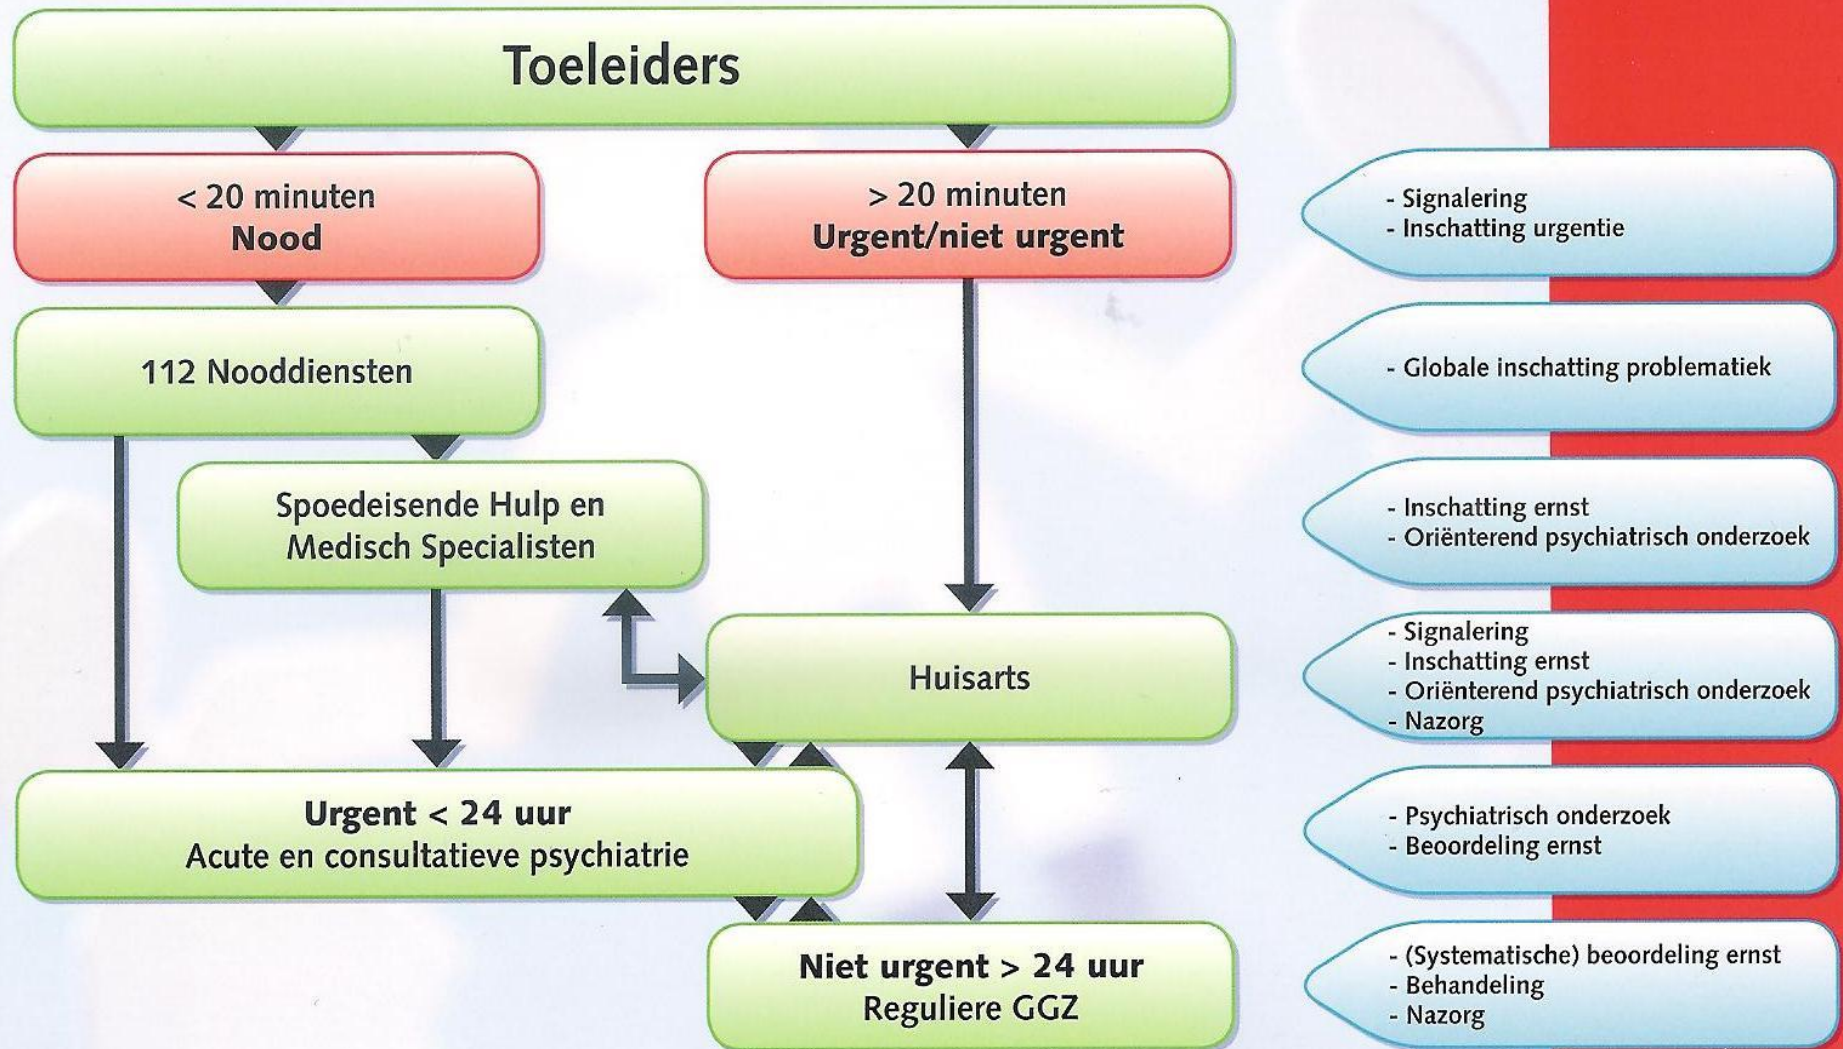 Toeleiders
< 20 minuten
Nood
> 20 minuten
Urgent/niet urgent
- Signalering
- Inschatting urgentie
112 Nooddiensten
- Globale inschatting problematiek
Spoedeisende Hulp en
Medisch Specialisten
- Inschatting ernst
- Oriënterend psychiatrisch onderzoek
Huisarts
- Signalering
- Inschatting ernst
- Oriënterend psychiatrisch onderzoek
- Nazorg
Urgent < 24 uur
Acute en consultatieve psychiatrie
- Psychiatrisch onderzoek
- Beoordeling ernst
Niet urgent > 24 uur
Reguliere GGZ
- (Systematische) beoordeling ernst
- Behandeling
- Nazorg